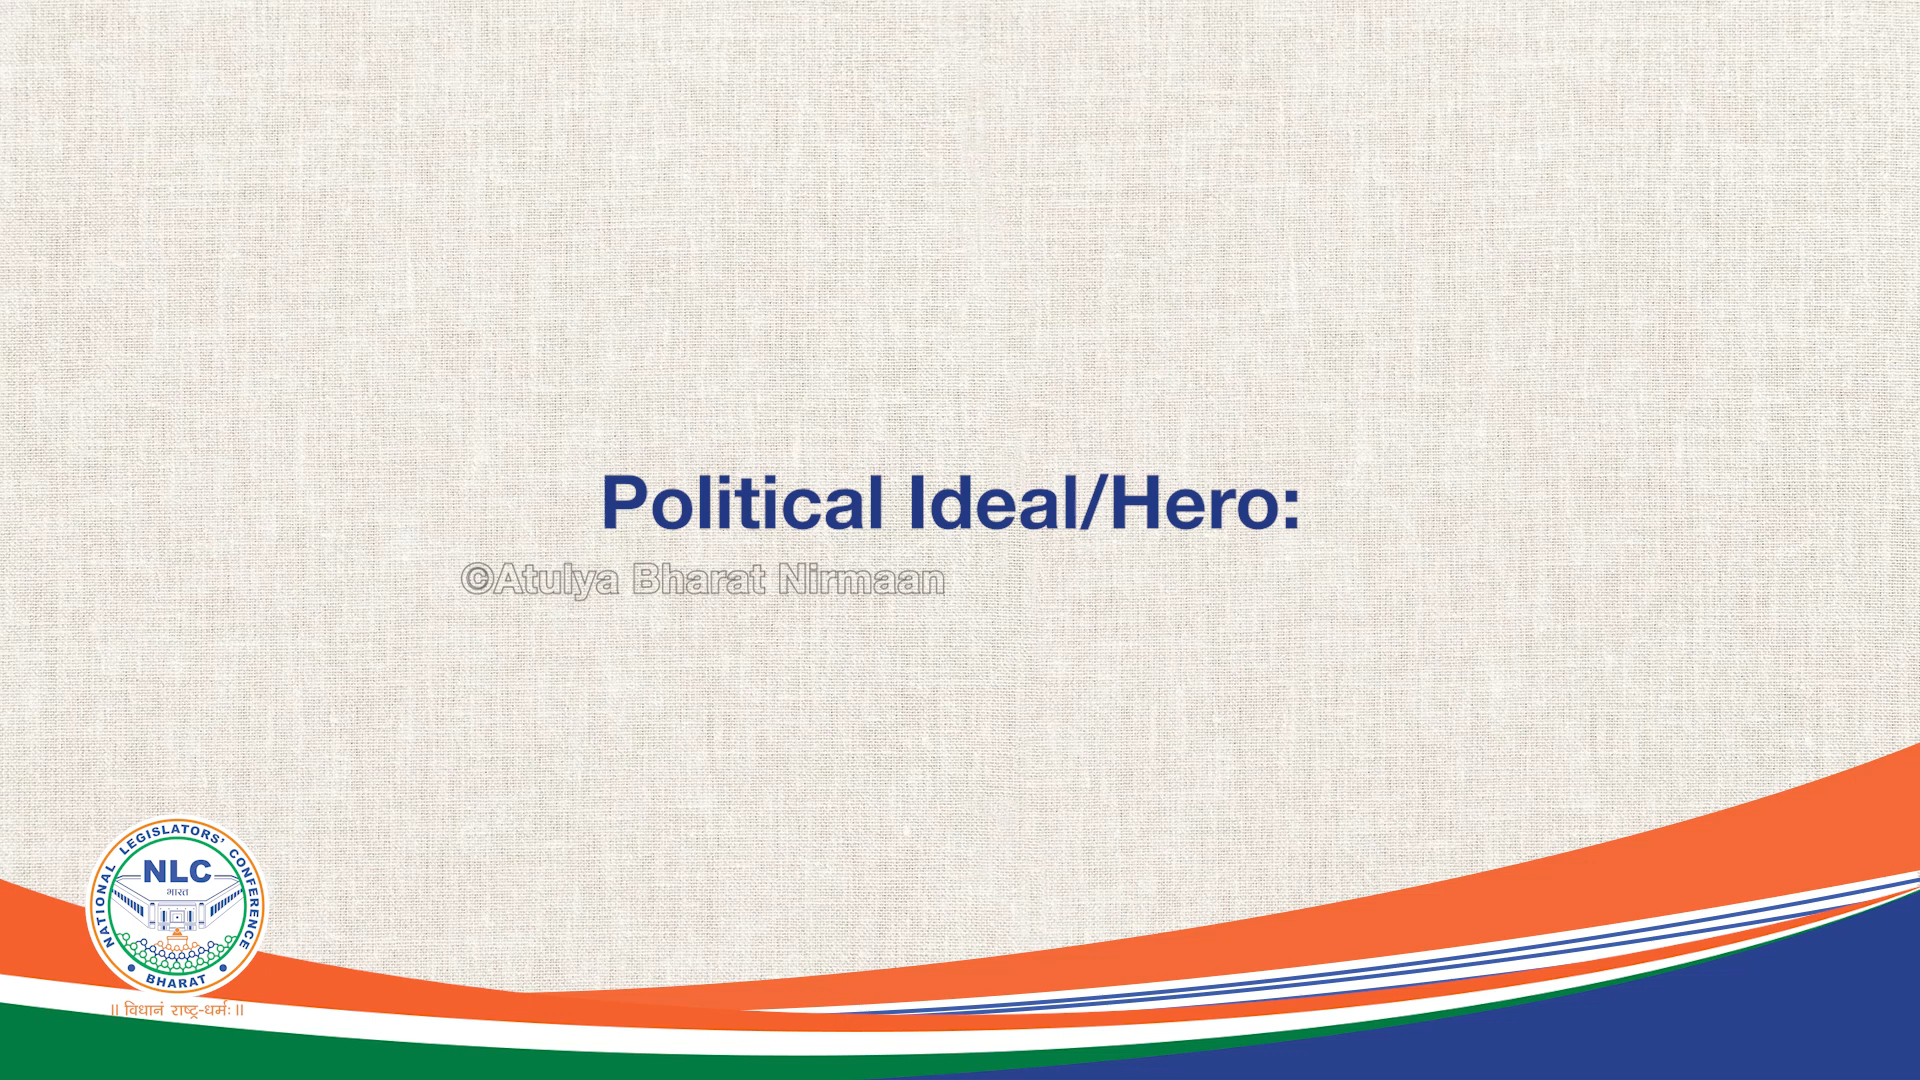 Political Ideal/Hero:
©Atulya Bharat Nirmaan
NATIONAL LEGISLATORS' CONFERENCE
NLC
भारत
BHARAT
॥ विधानं राष्ट्र-धर्मः ॥